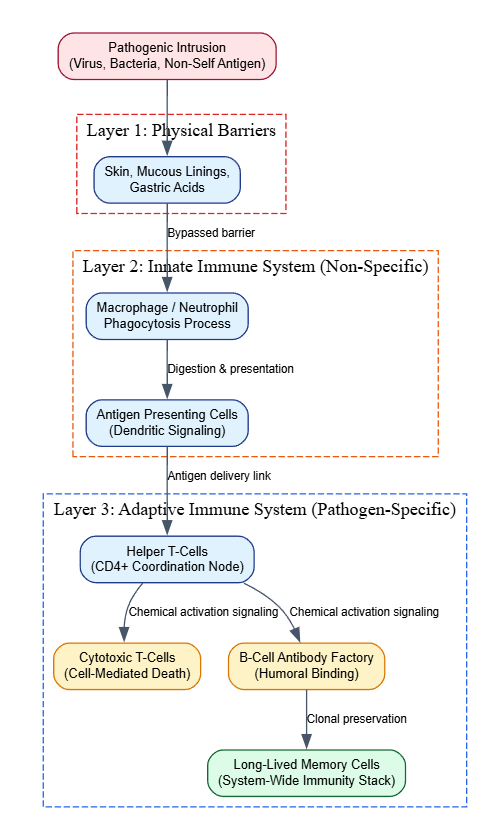 Pathogenic Intrusion
(Virus, Bacteria, Non-Self Antigen)
Layer 1: Physical Barriers
Skin, Mucous Linings,
Gastric Acids
Bypassed barrier
Layer 2: Innate Immune System (Non-Specific)
Macrophage / Neutrophil
Phagocytosis Process
Digestion & presentation
Antigen Presenting Cells
(Dendritic Signaling)
Antigen delivery link
Layer 3: Adaptive Immune System (Pathogen-Specific)
Helper T-Cells
(CD4+ Coordination Node)
Chemical activation signaling
Chemical activation signaling
Cytotoxic T-Cells
(Cell-Mediated Death)
B-Cell Antibody Factory
(Humoral Binding)
Clonal preservation
Long-Lived Memory Cells
(System-Wide Immunity Stack)